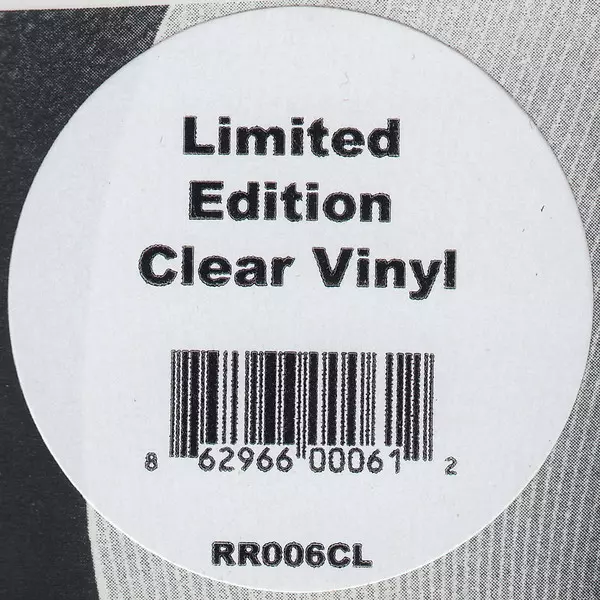 Limited
Edition
Clear Vinyl
8 62966 00061 2
RR006CL